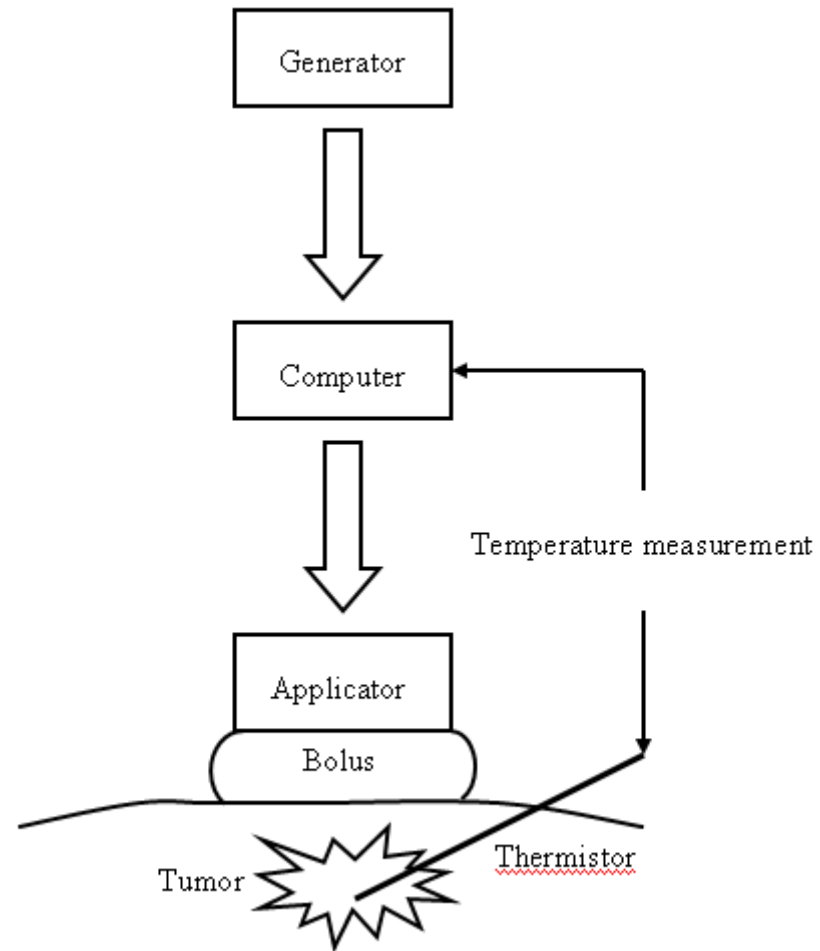 Generator
Computer
Temperature measurement
Applicator
Bolus
Thermistor
Tumor